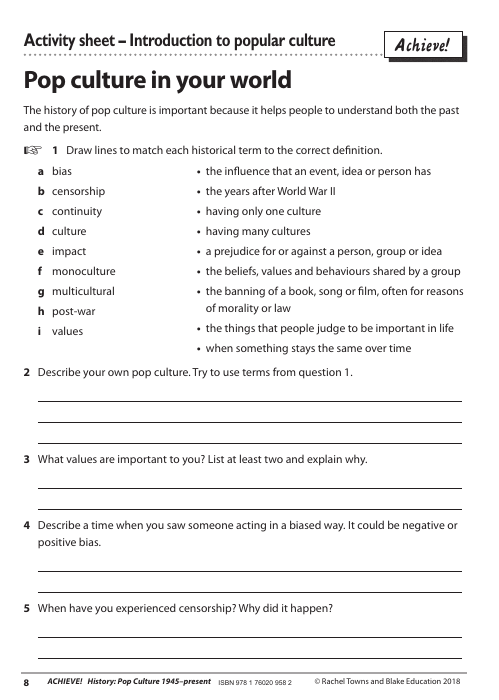 Activity sheet – Introduction to popular culture
Achieve!
Pop culture in your world
The history of pop culture is important because it helps people to understand both the past
and the present.
1 Draw lines to match each historical term to the correct definition.
a bias • the influence that an event, idea or person has
b censorship • the years after World War II
c continuity • having only one culture
d culture • having many cultures
e impact • a prejudice for or against a person, group or idea
f monoculture • the beliefs, values and behaviours shared by a group
g multicultural • the banning of a book, song or film, often for reasons
of morality or law
h post-war
i values • the things that people judge to be important in life
• when something stays the same over time
2 Describe your own pop culture. Try to use terms from question 1.
3 What values are important to you? List at least two and explain why.
4 Describe a time when you saw someone acting in a biased way. It could be negative or
positive bias.
5 When have you experienced censorship? Why did it happen?
8 ACHIEVE! History: Pop Culture 1945–present ISBN 978 1 76020 958 2 © Rachel Towns and Blake Education 2018